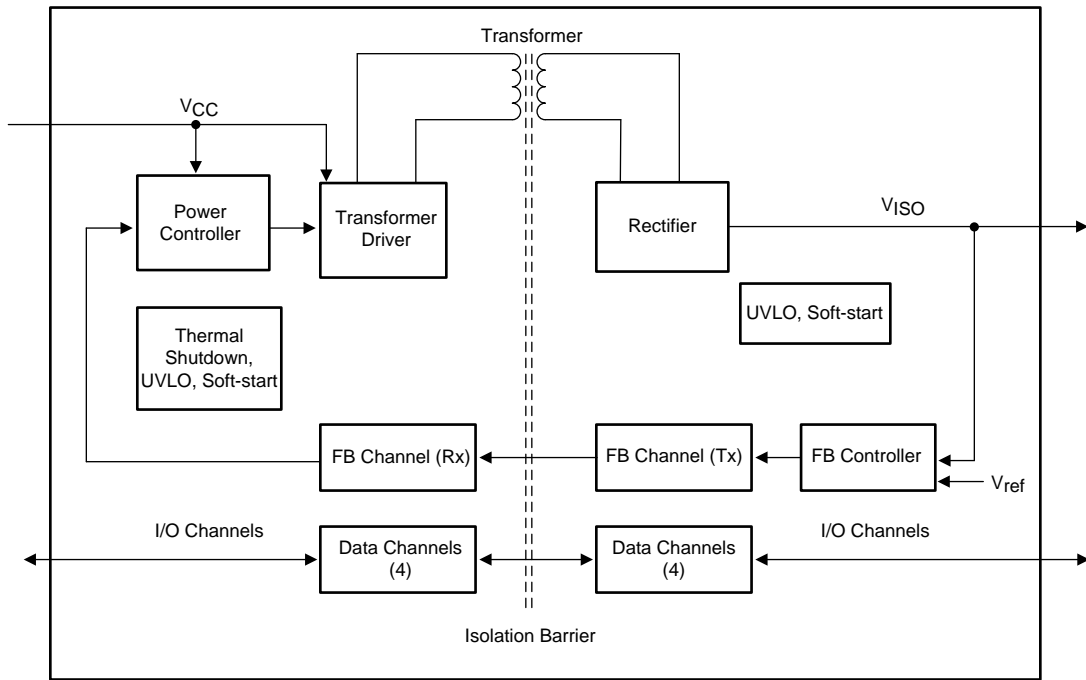 Transformer
VCC
Power
Controller
Transformer
Driver
Rectifier
VISO
UVLO, Soft-start
Thermal
Shutdown,
UVLO, Soft-start
FB Channel (Rx)
FB Channel (Tx)
FB Controller
Vref
I/O Channels
Data Channels
(4)
Data Channels
(4)
I/O Channels
Isolation Barrier